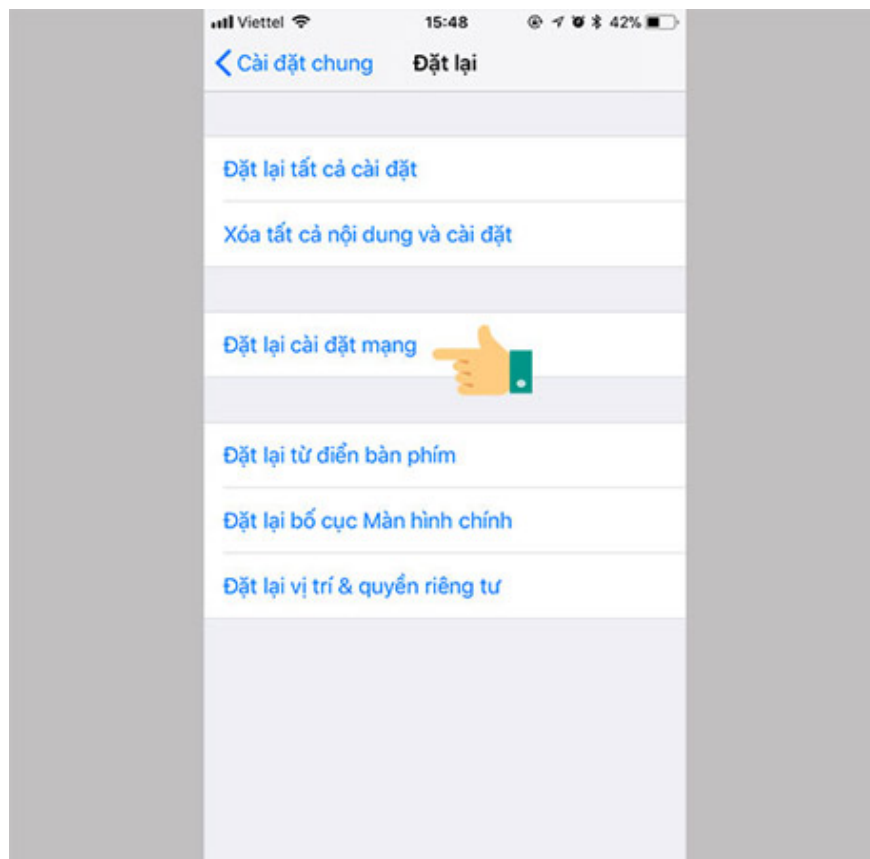 Viettel 15:48 42%
Cài đặt chung Đặt lại
Đặt lại tất cả cài đặt
Xóa tất cả nội dung và cài đặt
Đặt lại cài đặt mạng
Đặt lại từ điển bàn phím
Đặt lại bố cục Màn hình chính
Đặt lại vị trí & quyền riêng tư